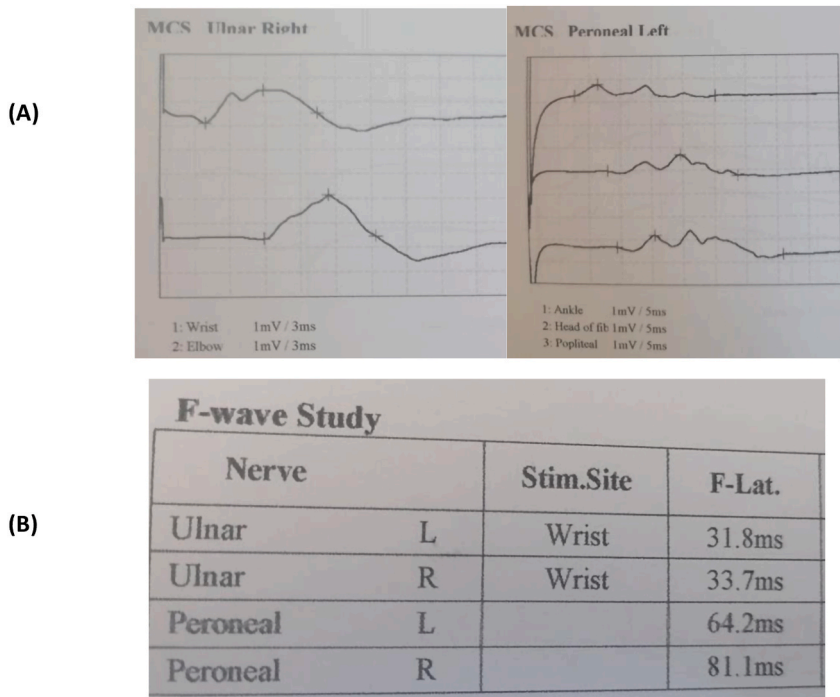 (A)
MCS Ulnar Right
1: Wrist 1mV / 3ms
2: Elbow 1mV / 3ms
MCS Peroneal Left
1: Ankle 1mV / 5ms
2: Head of fib 1mV / 5ms
3: Popliteal 1mV / 5ms
(B)
F-wave Study
Nerve Stim.Site F-Lat.
Ulnar L Wrist 31.8ms
Ulnar R Wrist 33.7ms
Peroneal L 64.2ms
Peroneal R 81.1ms